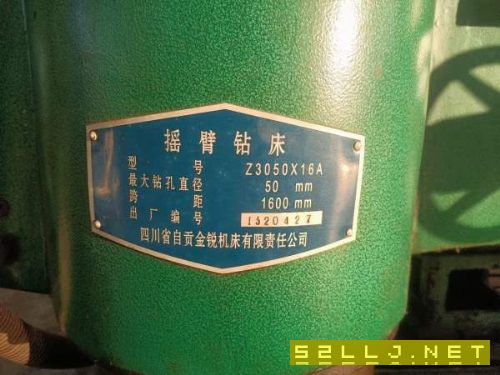 摇臂钻床
型号 Z3050X16A
最大钻孔直径 50 mm
跨距 1600 mm
出厂编号 1520427
四川省自贡金锐机床有限责任公司
52LLJ.NET